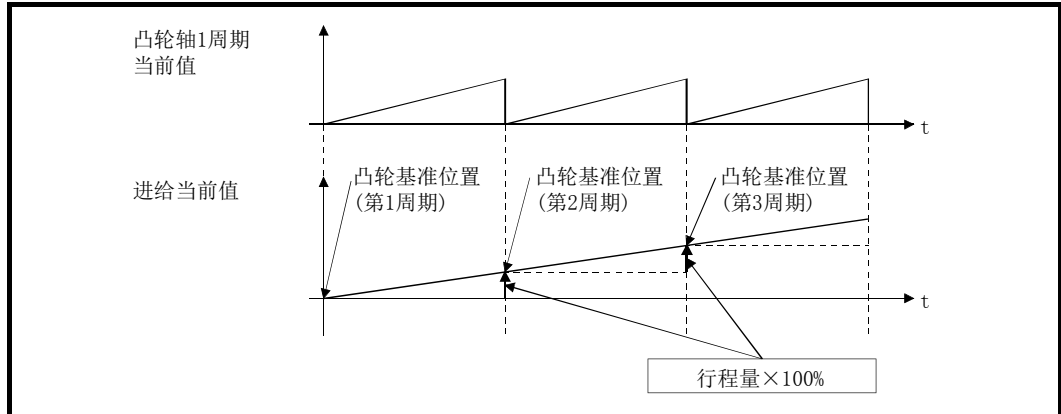 凸轮轴1周期
当前值
t
进给当前值
凸轮基准位置
(第1周期)
凸轮基准位置
(第2周期)
凸轮基准位置
(第3周期)
t
行程量×100%